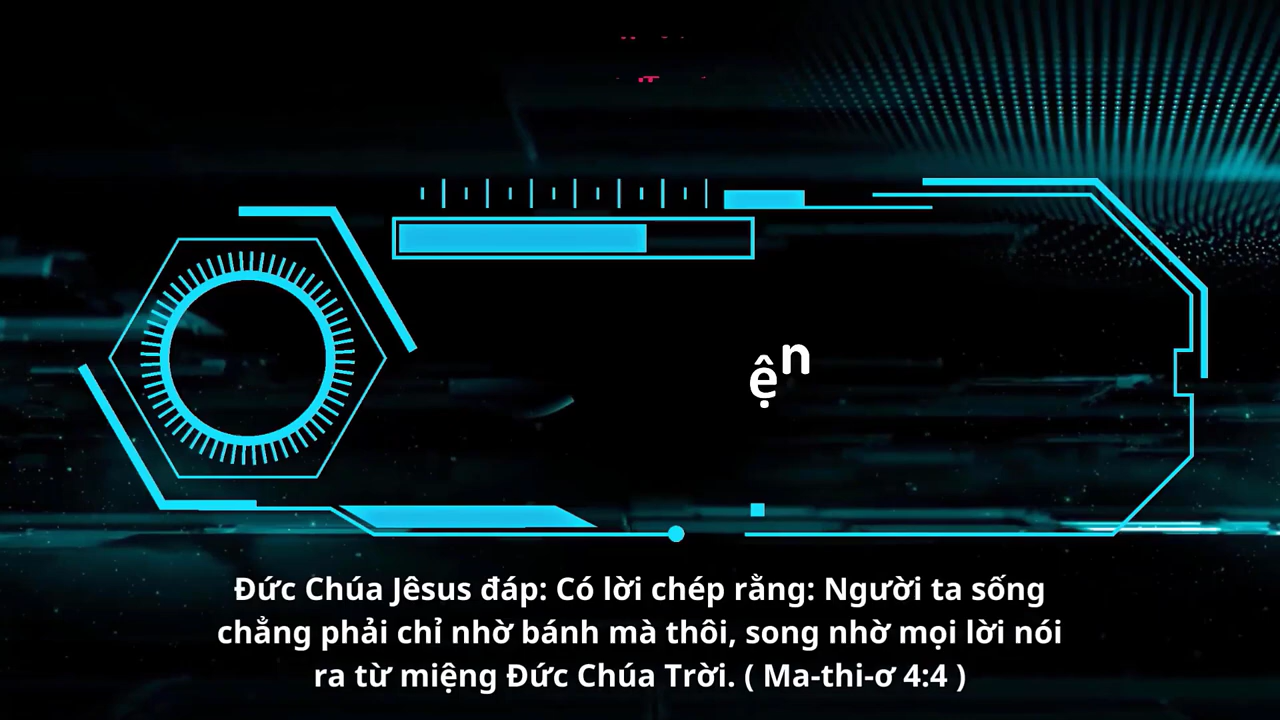 ện
Đức Chúa Jêsus đáp: Có lời chép rằng: Người ta sống
chẳng phải chỉ nhờ bánh mà thôi, song nhờ mọi lời nói
ra từ miệng Đức Chúa Trời. ( Ma-thi-ơ 4:4 )